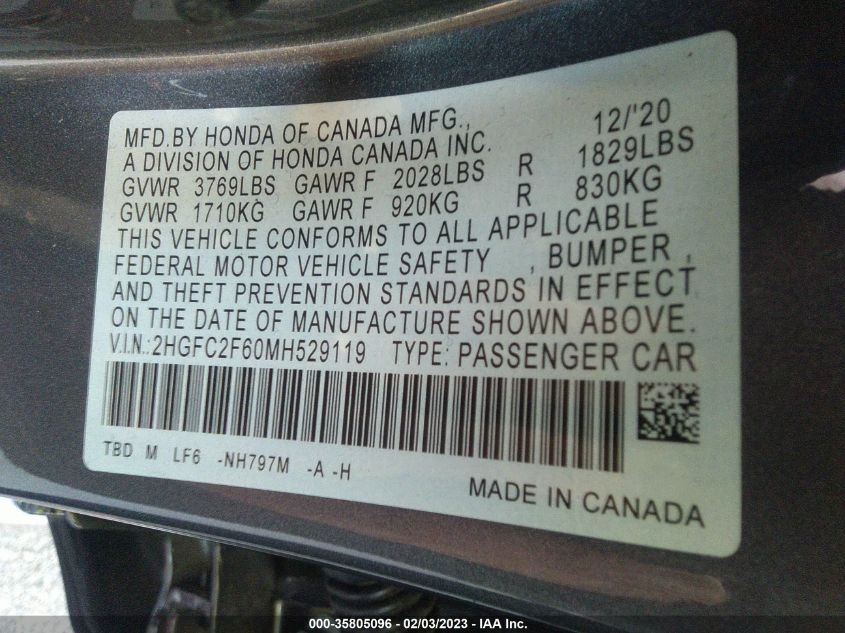 MFD.BY HONDA OF CANADA MFG., 12/'20
A DIVISION OF HONDA CANADA INC.
GVWR 3769LBS GAWR F 2028LBS R 1829LBS
GVWR 1710KG GAWR F 920KG R 830KG
THIS VEHICLE CONFORMS TO ALL APPLICABLE
FEDERAL MOTOR VEHICLE SAFETY , BUMPER ,
AND THEFT PREVENTION STANDARDS IN EFFECT
ON THE DATE OF MANUFACTURE SHOWN ABOVE.
V.I.N.:2HGFC2F60MH529119 TYPE: PASSENGER CAR
TBD M LF6 -NH797M -A -H
MADE IN CANADA
000-35805096 - 02/03/2023 - IAA Inc.